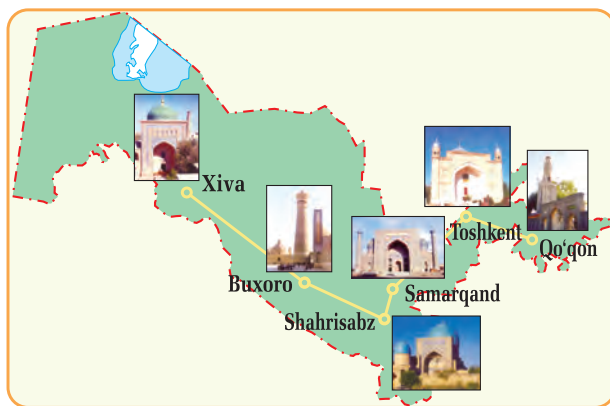 Xiva
Toshkent
Qo‘qon
Buxoro
Samarqand
Shahrisabz